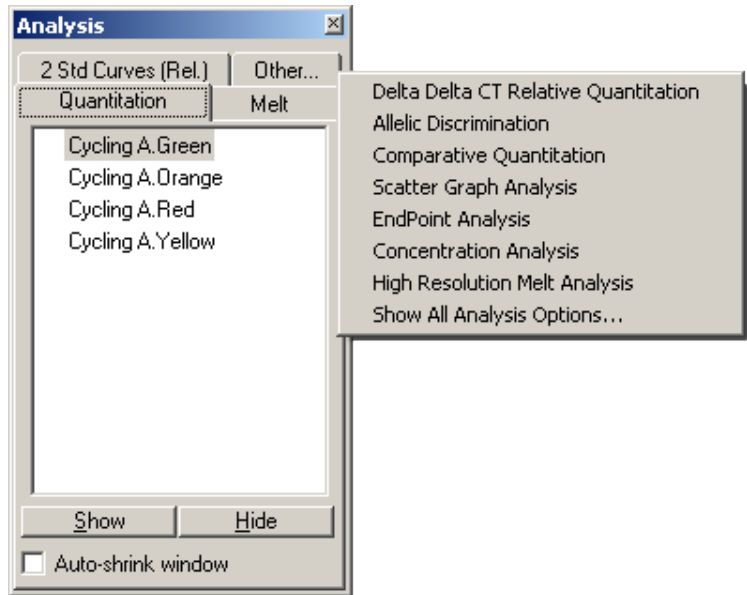 Analysis
2 Std Curves (Rel.) Other...
Quantitation Melt
Cycling A.Green
Cycling A.Orange
Cycling A.Red
Cycling A.Yellow
Show Hide
Auto-shrink window
Delta Delta CT Relative Quantitation
Allelic Discrimination
Comparative Quantitation
Scatter Graph Analysis
EndPoint Analysis
Concentration Analysis
High Resolution Melt Analysis
Show All Analysis Options...